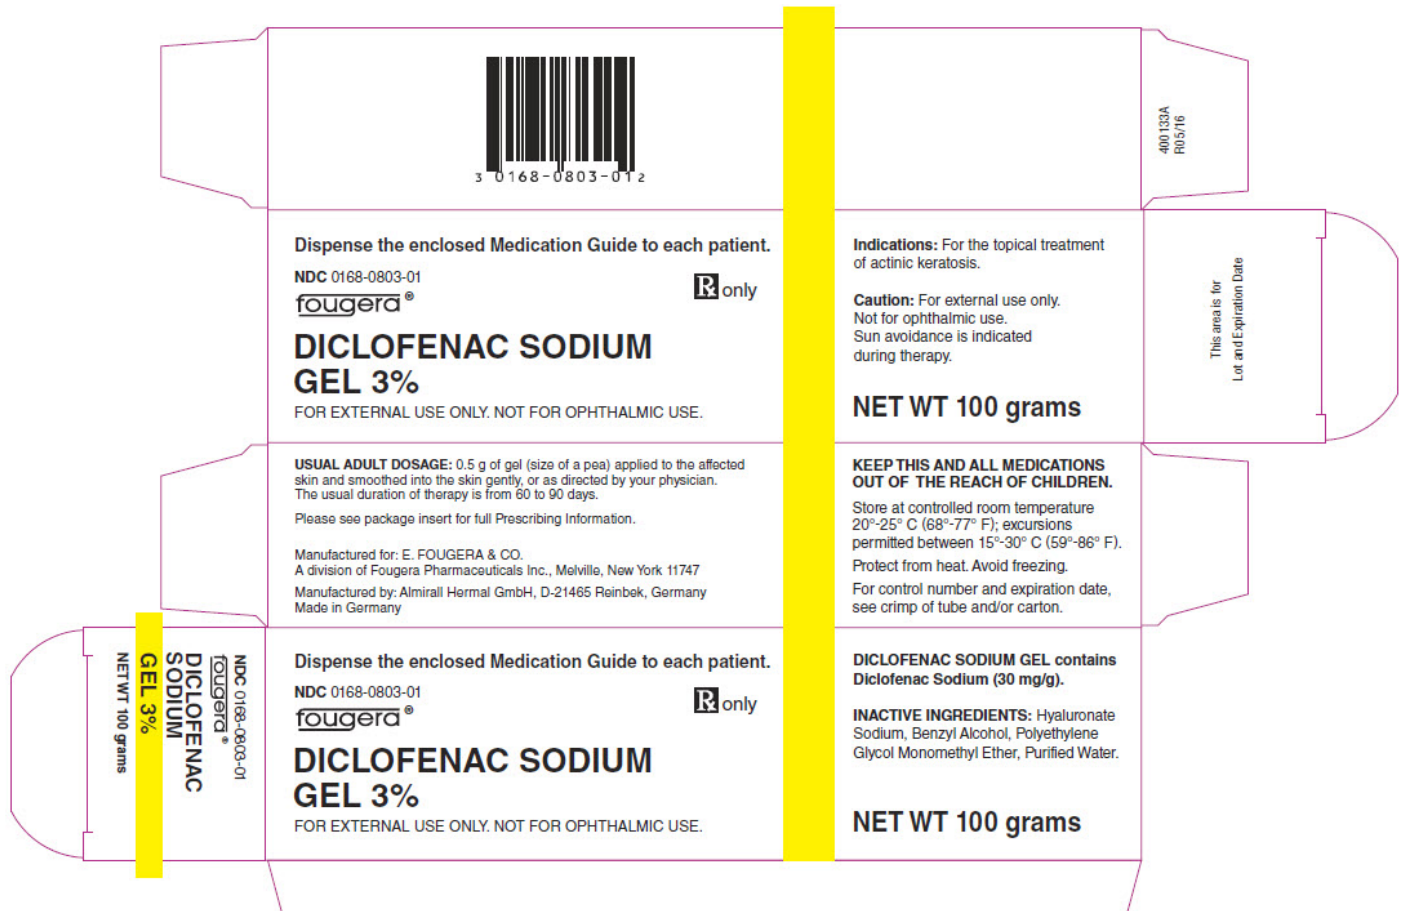 3 0168-0803-01 2
400133A
R05/16
Dispense the enclosed Medication Guide to each patient.
NDC 0168-0803-01
fougera®
Rx only
DICLOFENAC SODIUM
GEL 3%
FOR EXTERNAL USE ONLY. NOT FOR OPHTHALMIC USE.
Indications: For the topical treatment
of actinic keratosis.
Caution: For external use only.
Not for ophthalmic use.
Sun avoidance is indicated
during therapy.
NET WT 100 grams
This area is for
Lot and Expiration Date
USUAL ADULT DOSAGE: 0.5 g of gel (size of a pea) applied to the affected
skin and smoothed into the skin gently, or as directed by your physician.
The usual duration of therapy is from 60 to 90 days.
Please see package insert for full Prescribing Information.
Manufactured for: E. FOUGERA & CO.
A division of Fougera Pharmaceuticals Inc., Melville, New York 11747
Manufactured by: Almirall Hermal GmbH, D-21465 Reinbek, Germany
Made in Germany
KEEP THIS AND ALL MEDICATIONS
OUT OF THE REACH OF CHILDREN.
Store at controlled room temperature
20°-25° C (68°-77° F); excursions
permitted between 15°-30° C (59°-86° F).
Protect from heat. Avoid freezing.
For control number and expiration date,
see crimp of tube and/or carton.
NDC 0168-0803-01
fougera®
DICLOFENAC
SODIUM
GEL 3%
NET WT 100 grams
Dispense the enclosed Medication Guide to each patient.
NDC 0168-0803-01
fougera®
Rx only
DICLOFENAC SODIUM
GEL 3%
FOR EXTERNAL USE ONLY. NOT FOR OPHTHALMIC USE.
DICLOFENAC SODIUM GEL contains
Diclofenac Sodium (30 mg/g).
INACTIVE INGREDIENTS: Hyaluronate
Sodium, Benzyl Alcohol, Polyethylene
Glycol Monomethyl Ether, Purified Water.
NET WT 100 grams